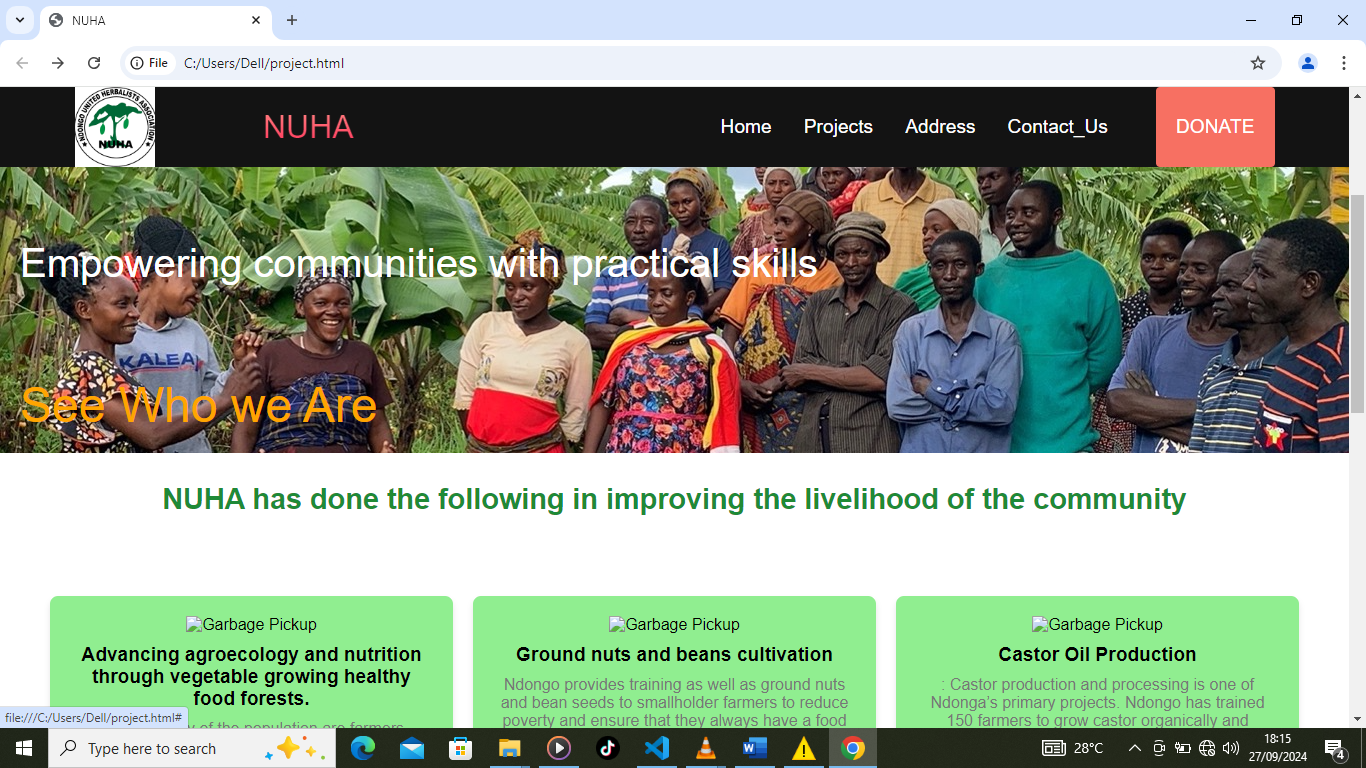 NUHA
File C:/Users/Dell/project.html
NDONGO UNITED HERBALISTS ASSOCIATION
NUHA
NUHA
Home Projects Address Contact_Us DONATE
Empowering communities with practical skills
KALEA
See Who we Are
NUHA has done the following in improving the livelihood of the community
Garbage Pickup
Advancing agroecology and nutrition
through vegetable growing healthy
food forests.
of the population are farmers
Garbage Pickup
Ground nuts and beans cultivation
Ndongo provides training as well as ground nuts
and bean seeds to smallholder farmers to reduce
poverty and ensure that they always have a food
Garbage Pickup
Castor Oil Production
: Castor production and processing is one of
Ndongo's primary projects. Ndongo has trained
150 farmers to grow castor organically and
file:///C:/Users/Dell/project.html#
Type here to search
28°C
18:15
27/09/2024
4